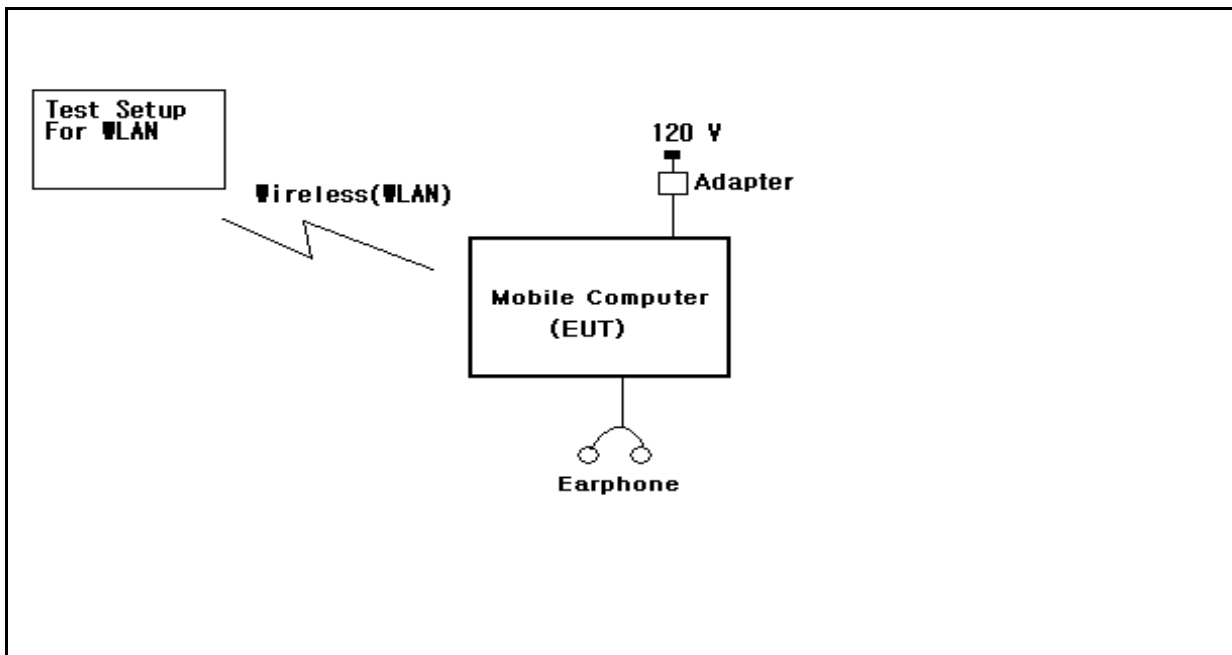 Test Setup
For WLAN
Wireless(WLAN)
120 V
Adapter
Mobile Computer
(EUT)
Earphone